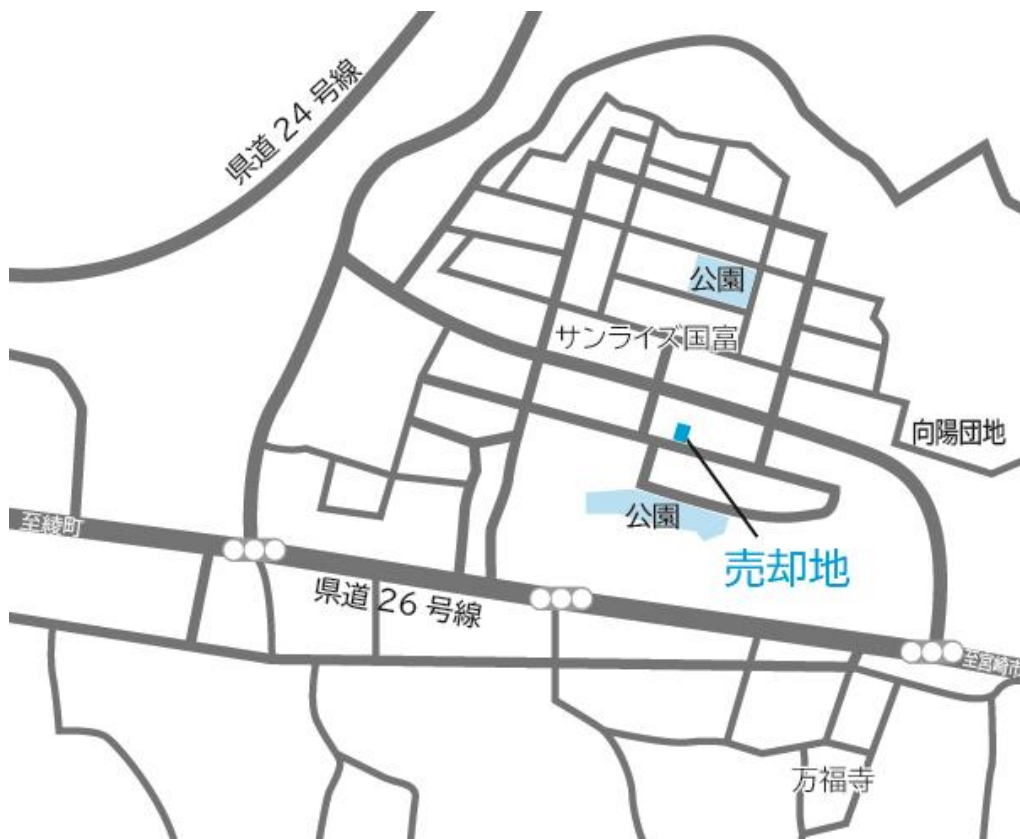 県道 24 号線
公園
サンライズ国富
向陽団地
公園
至綾町
売却地
県道 26 号線
至宮崎市
万福寺